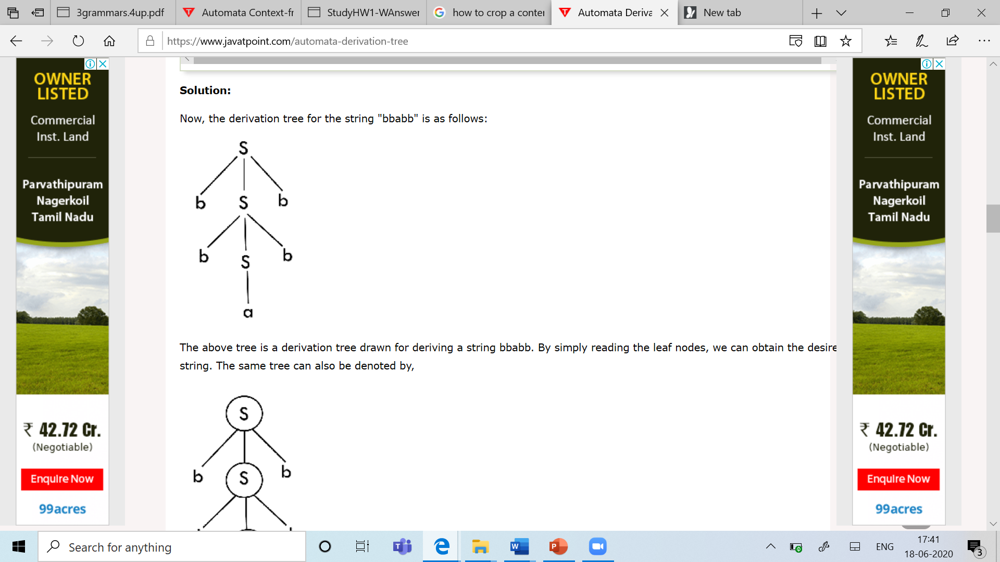 3grammars.4up.pdf
Automata Context-fr
StudyHW1-WAnswer
how to crop a conter
Automata Deriva
New tab
https://www.javatpoint.com/automata-derivation-tree
OWNER
LISTED
Commercial
Inst. Land
Parvathipuram
Nagerkoil
Tamil Nadu
₹ 42.72 Cr.
(Negotiable)
Enquire Now
99acres
Solution:
Now, the derivation tree for the string "bbabb" is as follows:
S
b S b
b S b
a
The above tree is a derivation tree drawn for deriving a string bbabb. By simply reading the leaf nodes, we can obtain the desire
string. The same tree can also be denoted by,
S
b S b
OWNER
LISTED
Commercial
Inst. Land
Parvathipuram
Nagerkoil
Tamil Nadu
₹ 42.72 Cr.
(Negotiable)
Enquire Now
99acres
Search for anything
ENG
17:41
18-06-2020
3